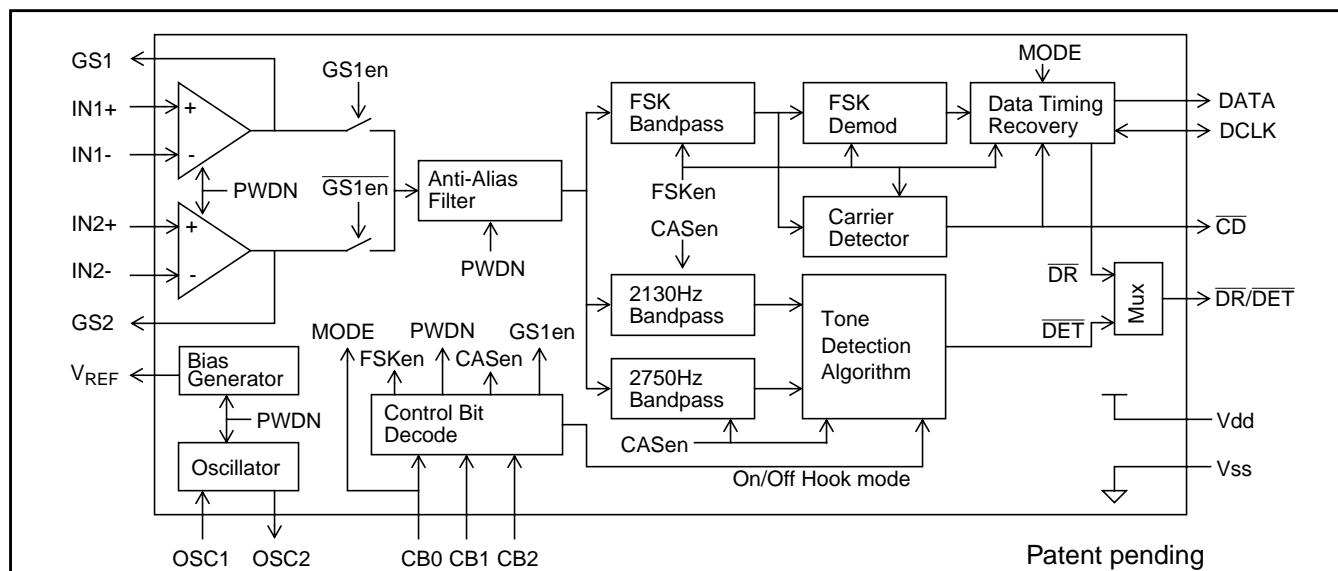 GS1
IN1+
IN1-
IN2+
IN2-
GS2
VREF
+
-
PWDN
+
-
GS1en
GS1en
Anti-Alias
Filter
PWDN
FSK
Bandpass
FSK
Demod
MODE
Data Timing
Recovery
DATA
DCLK
FSKen
Carrier
Detector
CD
CASen
2130Hz
Bandpass
2750Hz
Bandpass
CASen
Tone
Detection
Algorithm
DR
DET
Mux
DR/DET
Bias
Generator
PWDN
Oscillator
OSC1
OSC2
MODE
FSKen
PWDN
CASen
GS1en
Control Bit
Decode
CB0
CB1
CB2
On/Off Hook mode
Vdd
Vss
Patent pending